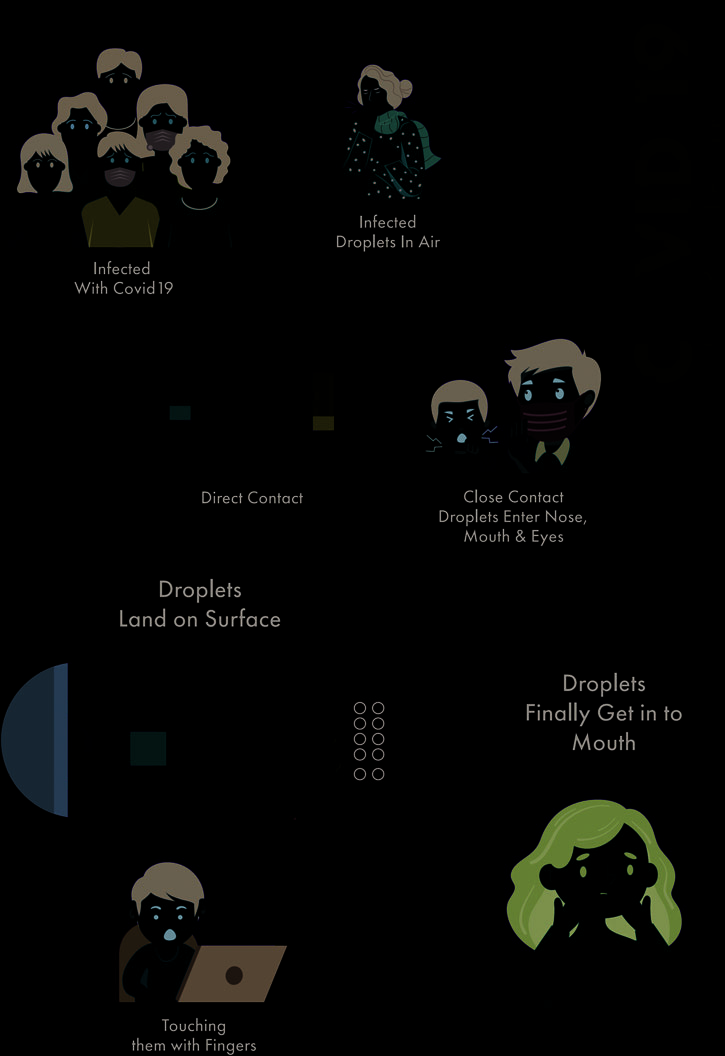 Infected
Droplets In Air
Infected
With Covid19
Direct Contact
Close Contact
Droplets Enter Nose,
Mouth & Eyes
Droplets
Land on Surface
Droplets
Finally Get in to
Mouth
Touching
them with Fingers